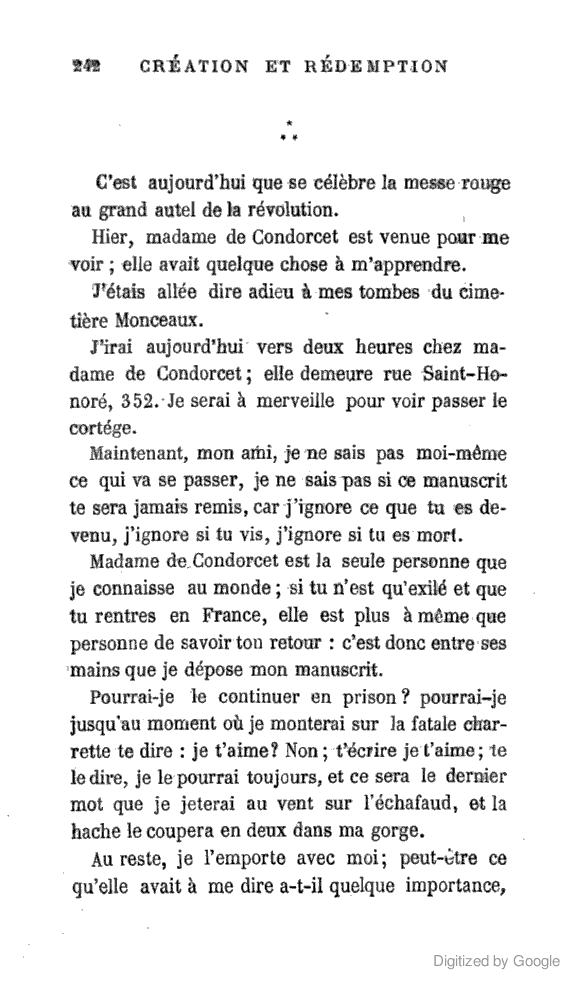 242 CRÉATION ET RÉDEMPTION
*
* *
C'est aujourd'hui que se célèbre la messe rouge
au grand autel de la révolution.
Hier, madame de Condorcet est venue pour me
voir ; elle avait quelque chose à m'apprendre.
J'étais allée dire adieu à mes tombes du cime-
tière Monceaux.
J'irai aujourd'hui vers deux heures chez ma-
dame de Condorcet ; elle demeure rue Saint-Ho-
noré, 352. Je serai à merveille pour voir passer le
cortége.
Maintenant, mon ami, je ne sais pas moi-même
ce qui va se passer, je ne sais pas si ce manuscrit
te sera jamais remis, car j'ignore ce que tu es de-
venu, j'ignore si tu vis, j'ignore si tu es mort.
Madame de Condorcet est la seule personne que
je connaisse au monde ; si tu n'est qu'exilé et que
tu rentres en France, elle est plus à même que
personne de savoir ton retour : c'est donc entre ses
mains que je dépose mon manuscrit.
Pourrai-je le continuer en prison ? pourrai-je
jusqu'au moment où je monterai sur la fatale char-
rette te dire : je t'aime ? Non ; t'écrire je t'aime ; te
le dire, je le pourrai toujours, et ce sera le dernier
mot que je jeterai au vent sur l'échafaud, et la
hache le coupera en deux dans ma gorge.
Au reste, je l'emporte avec moi ; peut-être ce
qu'elle avait à me dire a-t-il quelque importance,
Digitized by Google